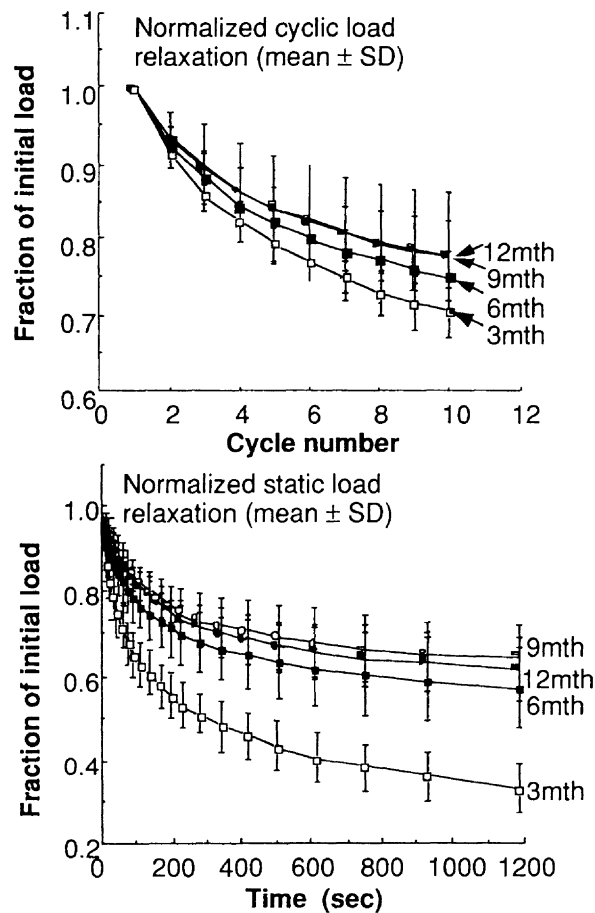 Normalized cyclic load
relaxation (mean ± SD)
Fraction of initial load
1.1
1.0
0.9
0.8
0.7
0.6
12mth
9mth
6mth
3mth
0 2 4 6 8 10 12
Cycle number
Normalized static load
relaxation (mean ± SD)
Fraction of initial load
1.0
0.8
0.6
0.4
0.2
9mth
12mth
6mth
3mth
0 200 400 600 800 1000 1200
Time (sec)